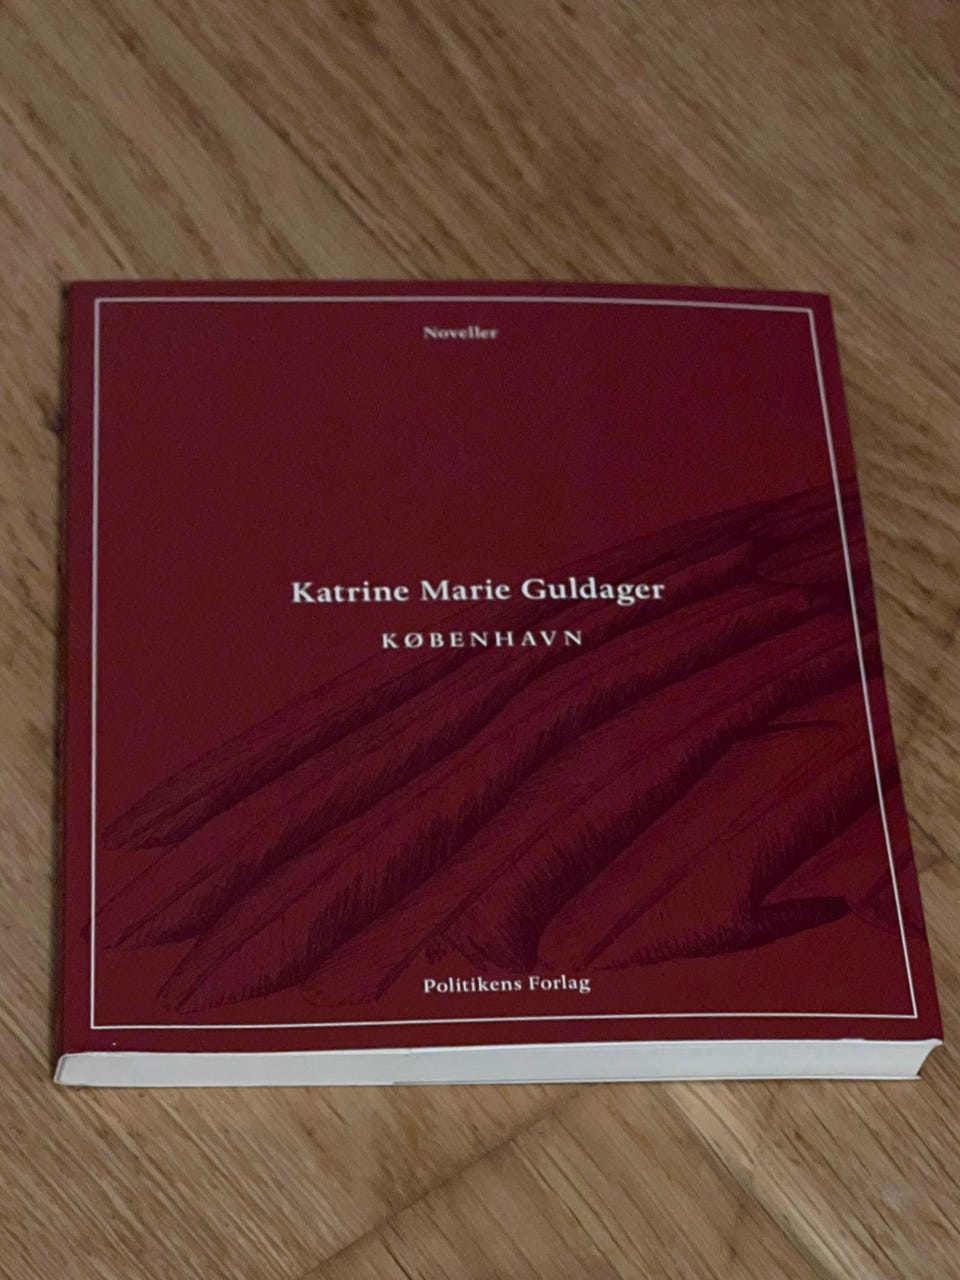 Noveller
Katrine Marie Guldager
KØBENHAVN
Politikens Forlag